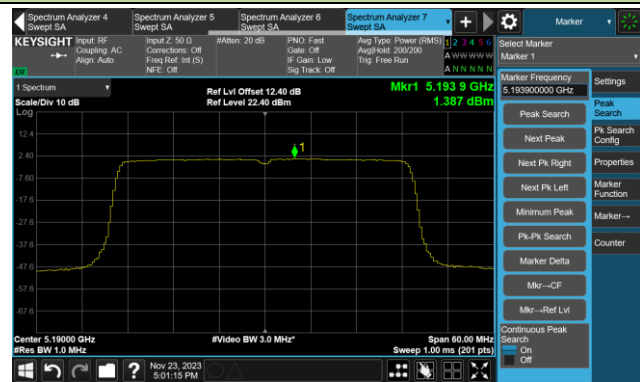 Spectrum Analyzer 4
Swept SA
Spectrum Analyzer 5
Swept SA
Spectrum Analyzer 6
Swept SA
Spectrum Analyzer 7
Swept SA
Marker
KEYSIGHT
Input: RF
Coupling: AC
Align: Auto
Input Z: 50 Ω
Corrections: Off
Freq Ref: Int (S)
NFE: Off
#Atten: 20 dB
PNO: Fast
Gate: Off
IF Gain: Low
Sig Track: Off
Avg Type: Power (RMS)
Avg|Hold: 200/200
Trig: Free Run
1 2 3 4 5 6
A W W W W W
A N N N N N
LXI
Select Marker
Marker 1
1 Spectrum
Scale/Div 10 dB
Log
Ref Lvl Offset 12.40 dB
Ref Level 22.40 dBm
Mkr1 5.193 9 GHz
1.387 dBm
1
12.4
2.40
-7.60
-17.6
-27.6
-37.6
-47.6
-57.6
-67.6
Center 5.19000 GHz
#Res BW 1.0 MHz
#Video BW 3.0 MHz*
Span 60.00 MHz
Sweep 1.00 ms (201 pts)
Marker Frequency
5.193900000 GHz
Peak Search
Next Peak
Next Pk Right
Next Pk Left
Minimum Peak
Pk-Pk Search
Marker Delta
Mkr→CF
Mkr→Ref Lvl
Continuous Peak
Search
On
Off
Settings
Peak
Search
Pk Search
Config
Properties
Marker
Function
Marker→
Counter
?
Nov 23, 2023
5:01:15 PM